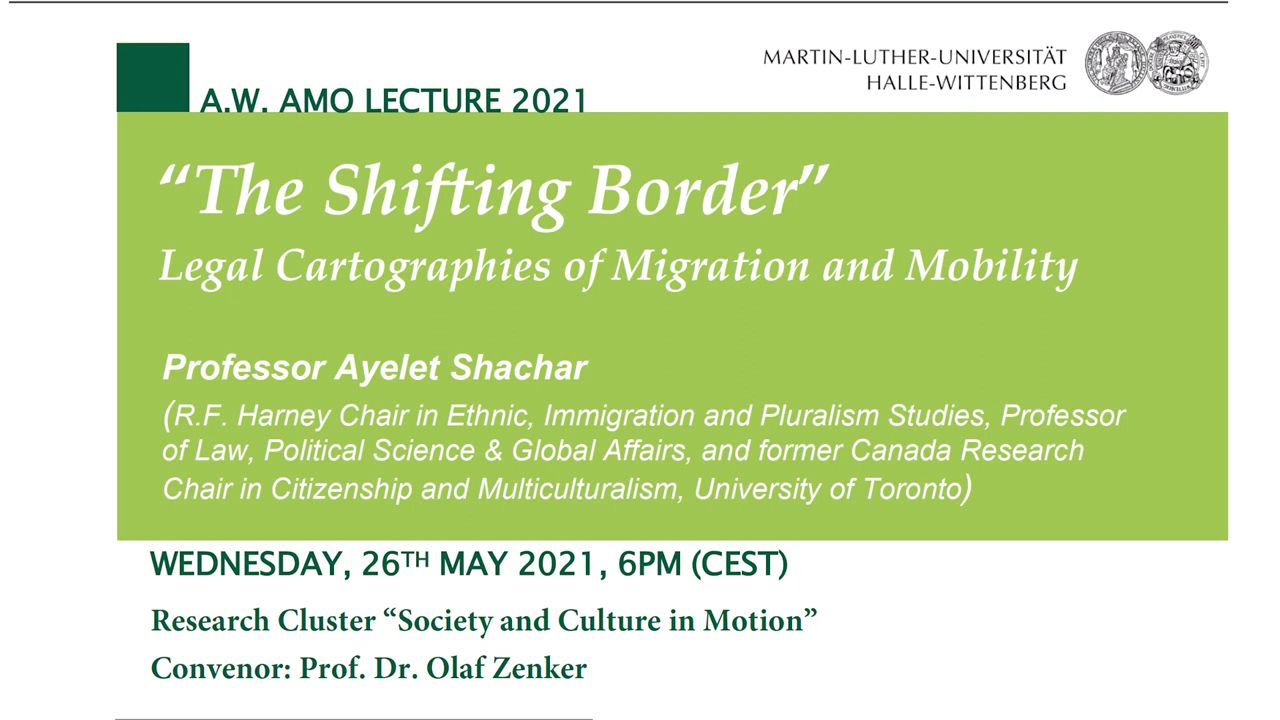 MARTIN-LUTHER-UNIVERSITÄT
HALLE-WITTENBERG
A.W. AMO LECTURE 2021
“The Shifting Border”
Legal Cartographies of Migration and Mobility
Professor Ayelet Shachar
(R.F. Harney Chair in Ethnic, Immigration and Pluralism Studies, Professor
of Law, Political Science & Global Affairs, and former Canada Research
Chair in Citizenship and Multiculturalism, University of Toronto)
WEDNESDAY, 26TH MAY 2021, 6PM (CEST)
Research Cluster “Society and Culture in Motion”
Convenor: Prof. Dr. Olaf Zenker